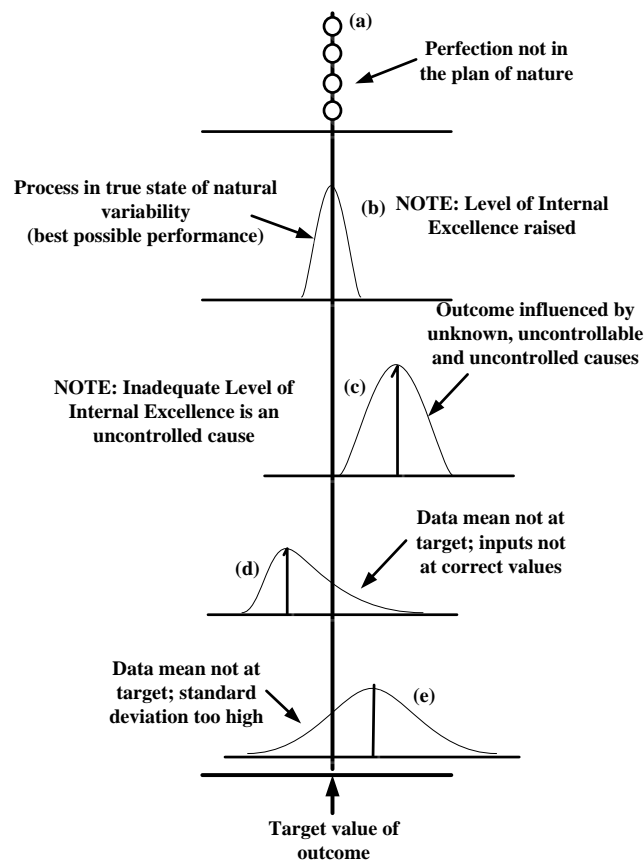 (a)
Perfection not in
the plan of nature
Process in true state of natural
variability
(best possible performance)
(b)
NOTE: Level of Internal
Excellence raised
Outcome influenced by
unknown, uncontrollable
and uncontrolled causes
NOTE: Inadequate Level of
Internal Excellence is an
uncontrolled cause
(c)
Data mean not at
target; inputs not
at correct values
(d)
Data mean not at
target; standard
deviation too high
(e)
Target value of
outcome